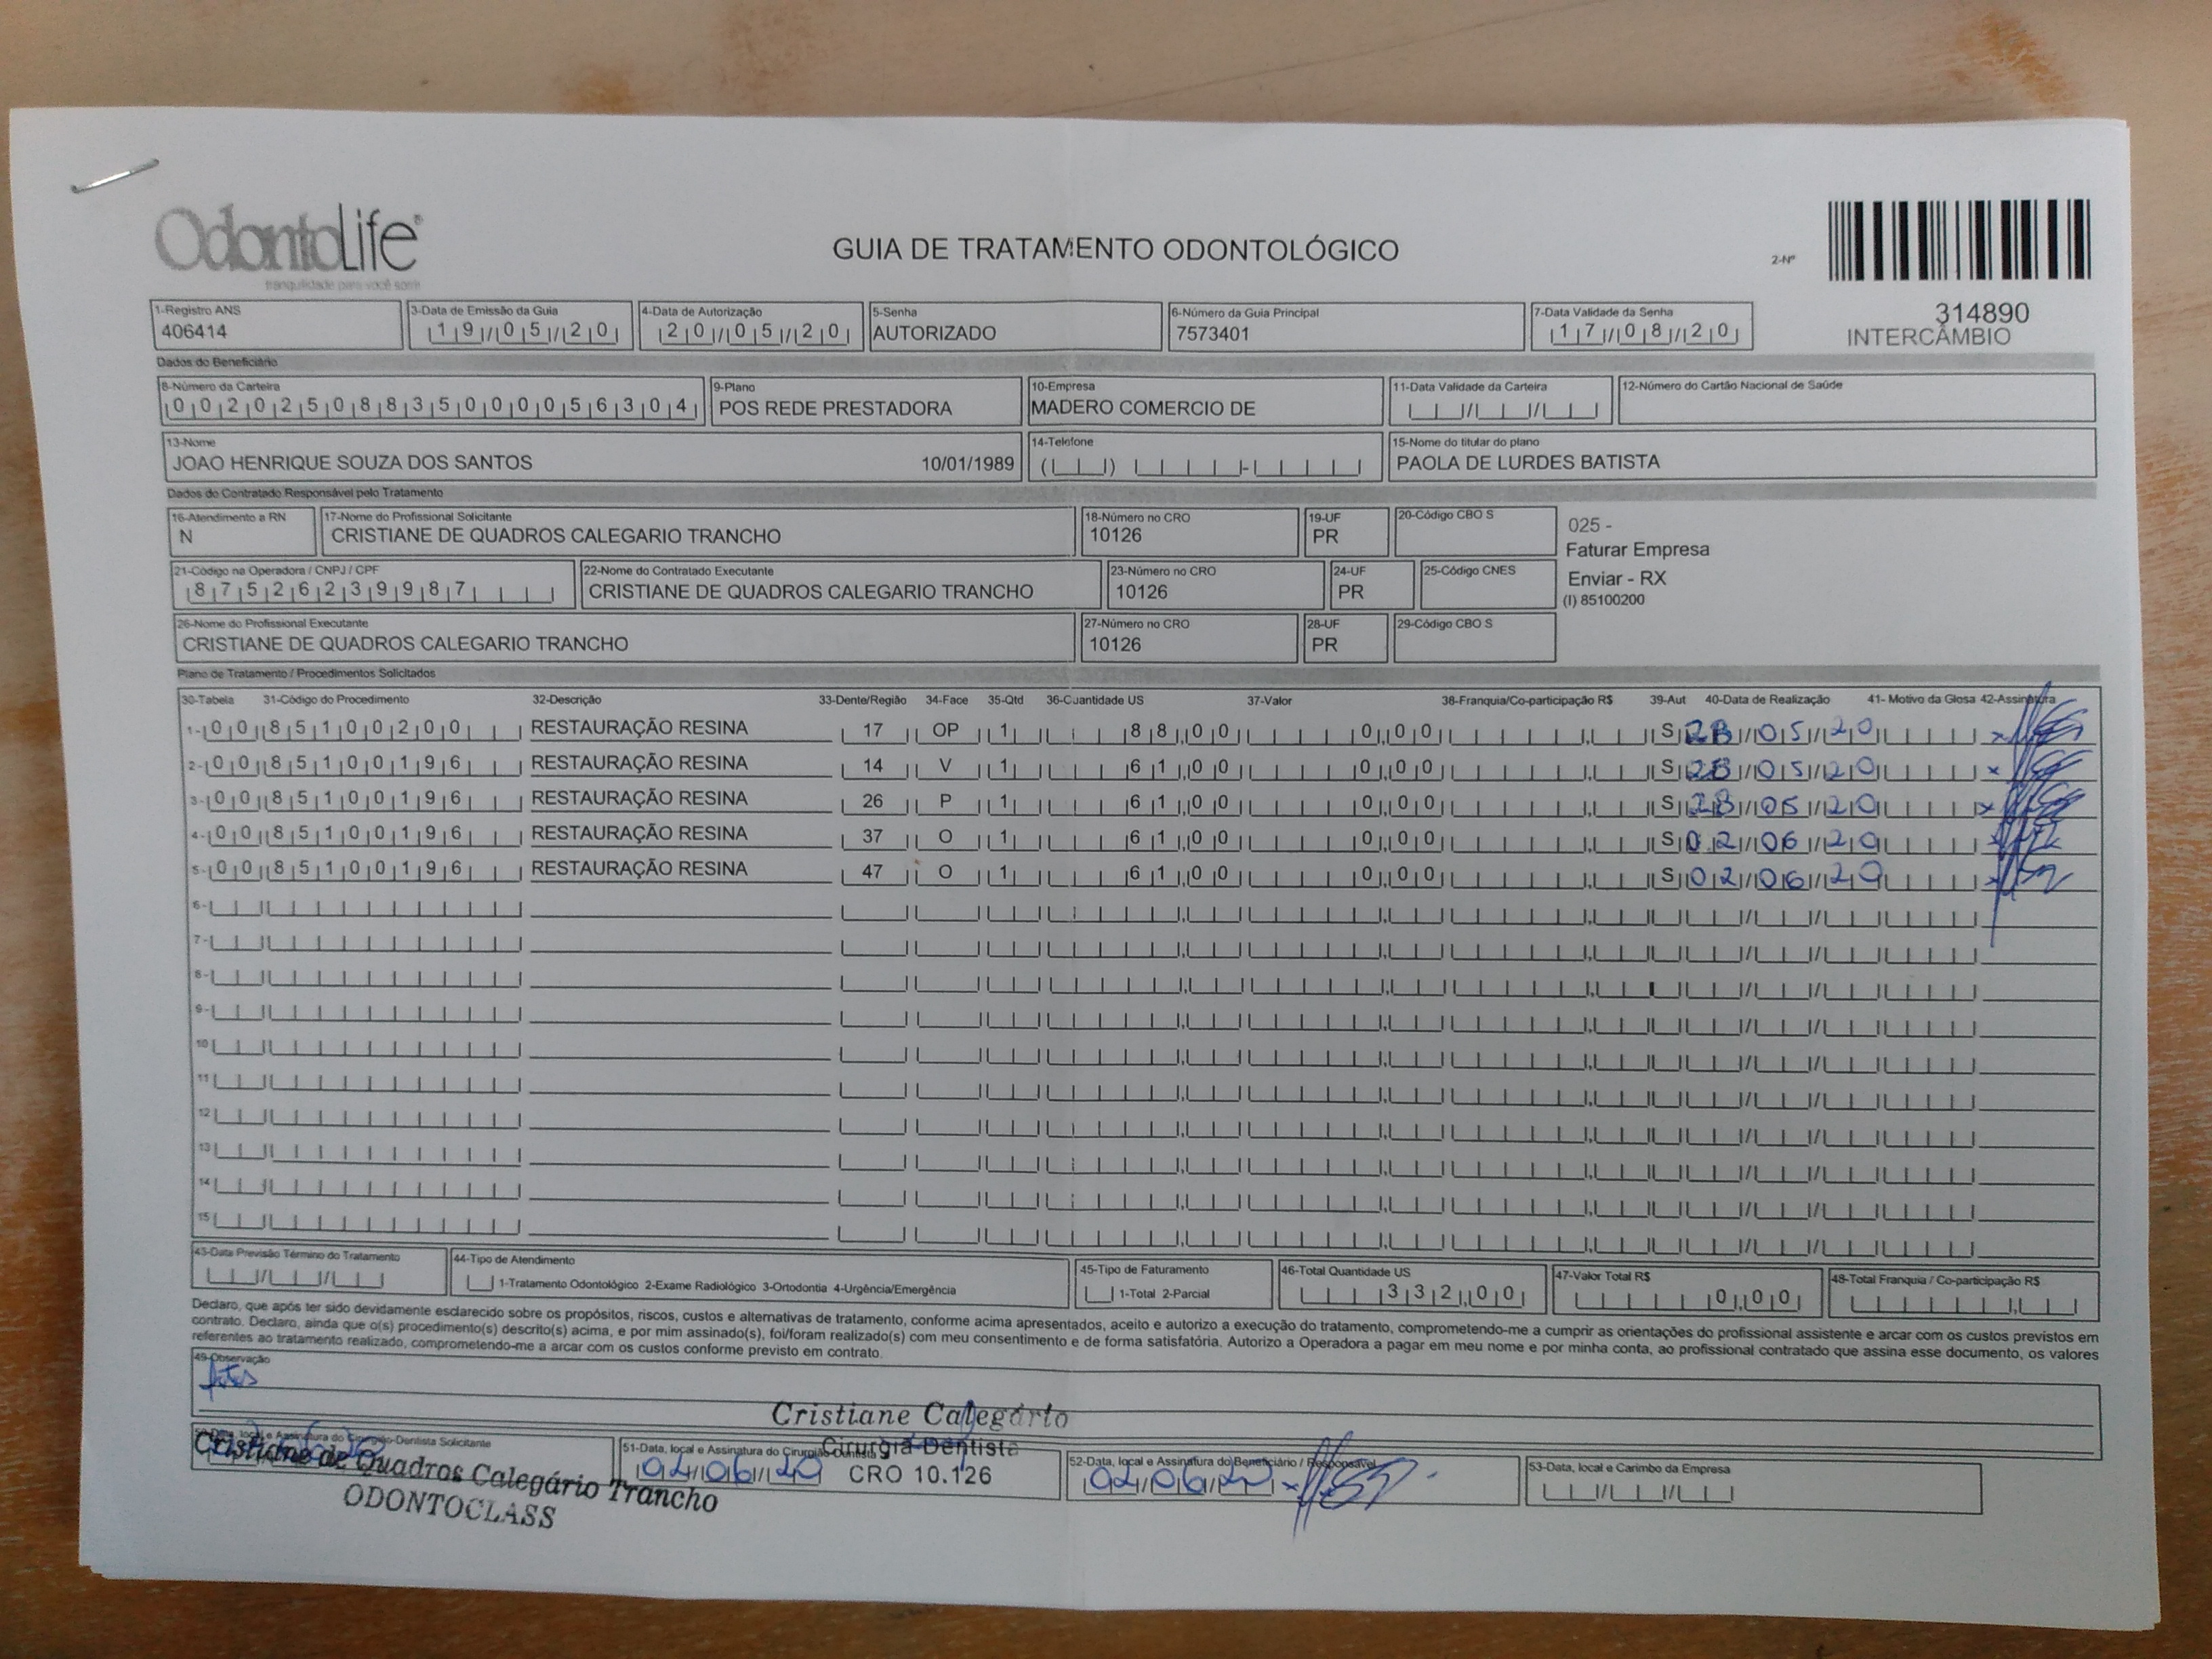 OdontoLife®
tranquilidade para você sorrir
GUIA DE TRATAMENTO ODONTOLÓGICO
2-Nº
314890
INTERCÂMBIO
1-Registro ANS
406414
3-Data de Emissão da Guia
19/05/20
4-Data de Autorização
20/05/20
5-Senha
AUTORIZADO
6-Número da Guia Principal
7573401
7-Data Validade da Senha
17/08/20
Dados do Beneficiário
8-Número da Carteira
00202508835000056304
9-Plano
POS REDE PRESTADORA
10-Empresa
MADERO COMERCIO DE
11-Data Validade da Carteira
12-Número do Cartão Nacional de Saúde
13-Nome
JOAO HENRIQUE SOUZA DOS SANTOS 10/01/1989
14-Telefone
15-Nome do titular do plano
PAOLA DE LURDES BATISTA
Dados do Contratado Responsável pelo Tratamento
16-Atendimento a RN
N
17-Nome do Profissional Solicitante
CRISTIANE DE QUADROS CALEGARIO TRANCHO
18-Número no CRO
10126
19-UF
PR
20-Código CBO S
025 -
Faturar Empresa
Enviar - RX
(I) 85100200
21-Código na Operadora / CNPJ / CPF
87526239987
22-Nome do Contratado Executante
CRISTIANE DE QUADROS CALEGARIO TRANCHO
23-Número no CRO
10126
24-UF
PR
25-Código CNES
26-Nome do Profissional Executante
CRISTIANE DE QUADROS CALEGARIO TRANCHO
27-Número no CRO
10126
28-UF
PR
29-Código CBO S
Plano de Tratamento / Procedimentos Solicitados
30-Tabela 31-Código do Procedimento 32-Descrição 33-Dente/Região 34-Face 35-Qtd 36-Quantidade US 37-Valor 38-Franquia/Co-participação R$ 39-Aut 40-Data de Realização 41- Motivo da Glosa 42-Assinatura
1- 00 85100200 RESTAURAÇÃO RESINA 17 OP 1 88,00 0,00 S 28/05/20
2- 00 85100196 RESTAURAÇÃO RESINA 14 V 1 61,00 0,00 S 28/05/20
3- 00 85100196 RESTAURAÇÃO RESINA 26 P 1 61,00 0,00 S 28/05/20
4- 00 85100196 RESTAURAÇÃO RESINA 37 O 1 61,00 0,00 S 02/06/20
5- 00 85100196 RESTAURAÇÃO RESINA 47 O 1 61,00 0,00 S 02/06/20
6-
7-
8-
9-
10
11
12
13
14
15
43-Data Previsão Término do Tratamento
44-Tipo de Atendimento
1-Tratamento Odontológico 2-Exame Radiológico 3-Ortodontia 4-Urgência/Emergência
45-Tipo de Faturamento
1-Total 2-Parcial
46-Total Quantidade US
332,00
47-Valor Total R$
0,00
48-Total Franquia / Co-participação R$
Declaro, que após ter sido devidamente esclarecido sobre os propósitos, riscos, custos e alternativas de tratamento, conforme acima apresentados, aceito e autorizo a execução do tratamento, comprometendo-me a cumprir as orientações do profissional assistente e arcar com os custos previstos em
contrato. Declaro, ainda que o(s) procedimento(s) descrito(s) acima, e por mim assinado(s), foi/foram realizado(s) com meu consentimento e de forma satisfatória. Autorizo a Operadora a pagar em meu nome e por minha conta, ao profissional contratado que assina esse documento, os valores
referentes ao tratamento realizado, comprometendo-me a arcar com os custos conforme previsto em contrato.
49-Observação
50-Data, local e Assinatura do Cirurgião-Dentista Solicitante
Cristiane de Quadros Calegário Trancho
ODONTOCLASS
51-Data, local e Assinatura do Cirurgião-Dentista
02/06/20
Cristiane Calegário
Cirurgiã Dentista
CRO 10.126
52-Data, local e Assinatura do Beneficiário / Responsável
02/06/20
53-Data, local e Carimbo da Empresa